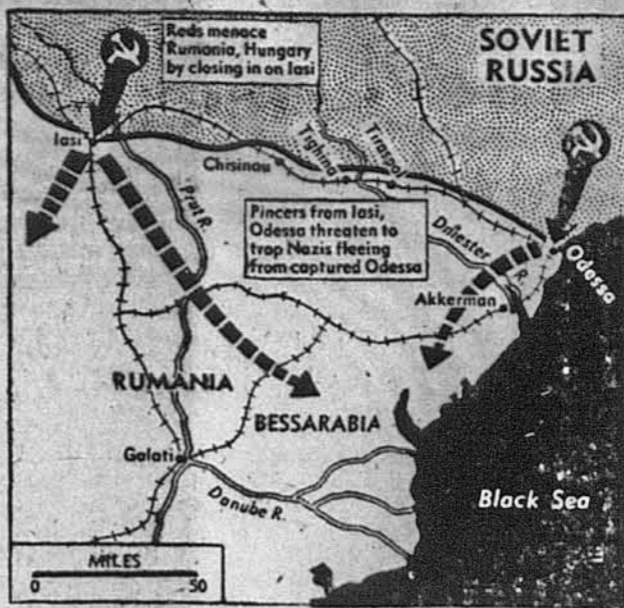 Reds menace
Rumania, Hungary
by closing in on Iasi
SOVIET
RUSSIA
Iasi
Chisinau
Tighina
Tiraspol
Prut R.
Pincers from Iasi,
Odessa threaten to
trap Nazis fleeing
from captured Odessa
Dniester
R.
Odessa
Akkerman
RUMANIA
BESSARABIA
Galati
Danube R.
Black Sea
MILES
0 50